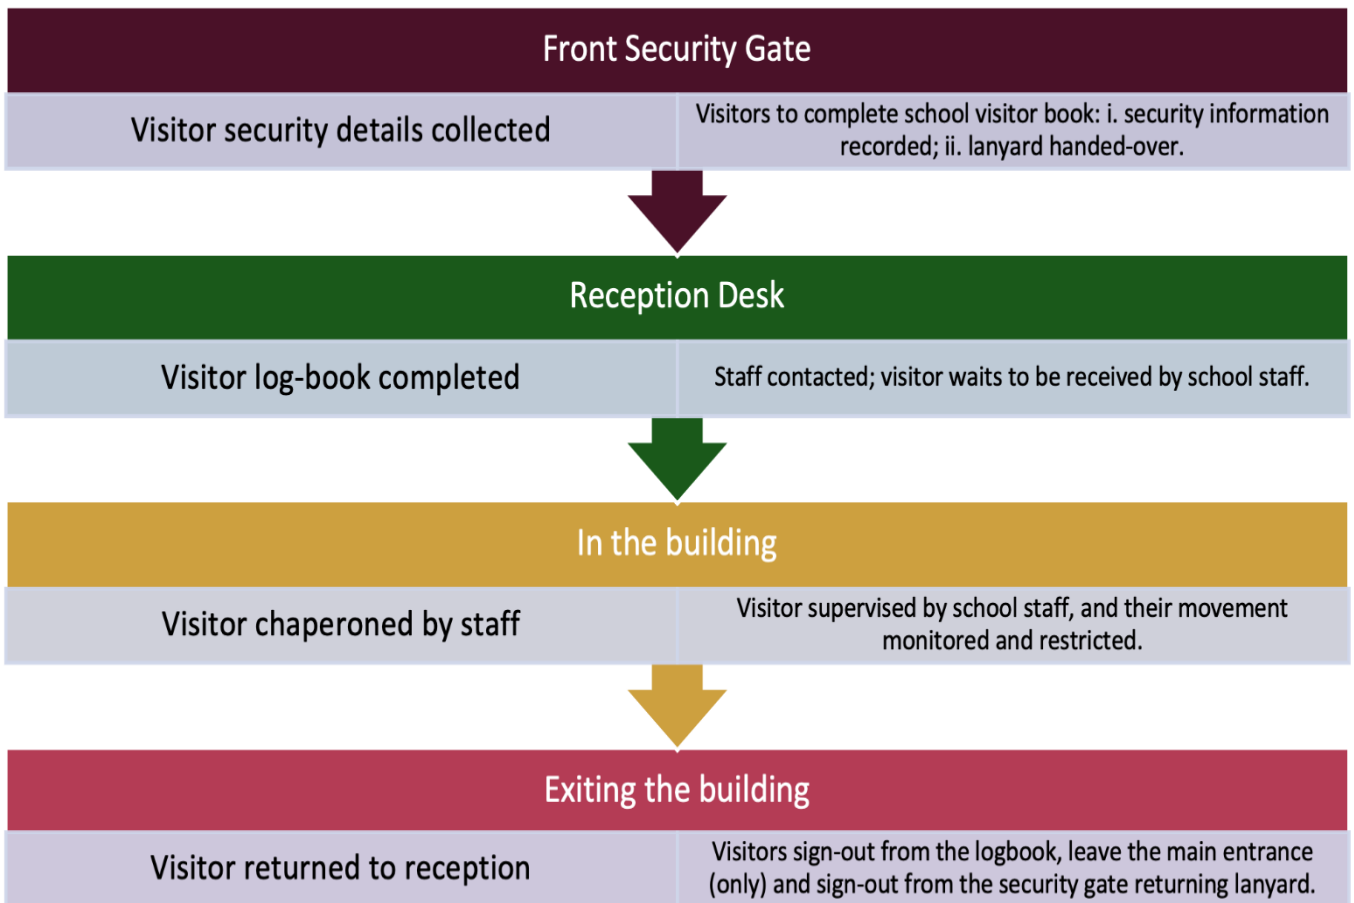 Front Security Gate
Visitor security details collected
Visitors to complete school visitor book: i. security information
recorded; ii. lanyard handed-over.
Reception Desk
Visitor log-book completed
Staff contacted; visitor waits to be received by school staff.
In the building
Visitor chaperoned by staff
Visitor supervised by school staff, and their movement
monitored and restricted.
Exiting the building
Visitor returned to reception
Visitors sign-out from the logbook, leave the main entrance
(only) and sign-out from the security gate returning lanyard.